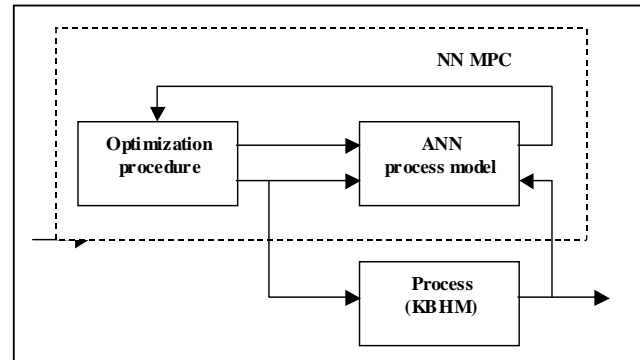 NN MPC
Optimization
procedure
ANN
process model
Process
(KBHM)